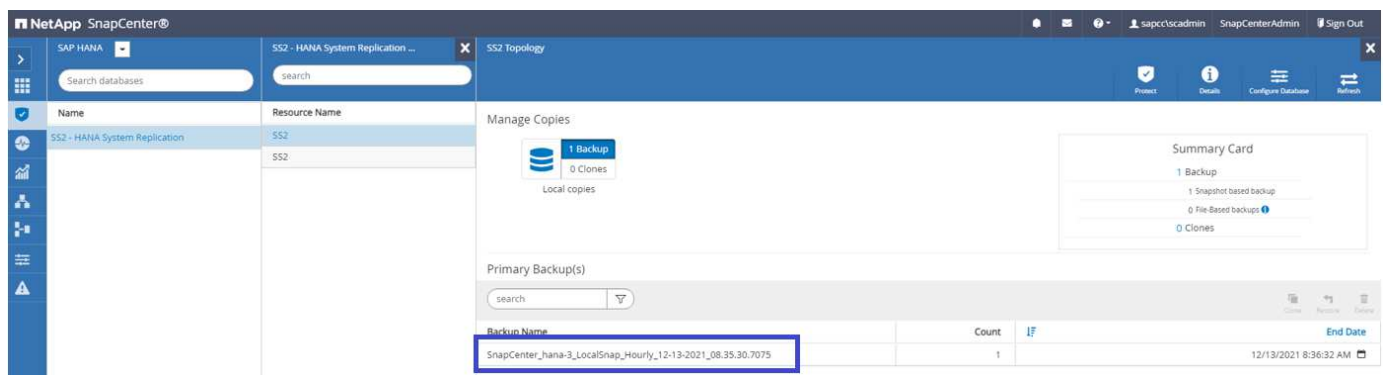 NetApp SnapCenter®
sapcc\scadmin SnapCenterAdmin Sign Out
SAP HANA
Search databases
Name
SS2 - HANA System Replication
SS2 - HANA System Replication ...
search
Resource Name
SS2
SS2
SS2 Topology
Protect Details Configure Database Refresh
Manage Copies
1 Backup
0 Clones
Local copies
Summary Card
1 Backup
1 Snapshot based backup
0 File-Based backups
0 Clones
Primary Backup(s)
search
Clone Restore Delete
Backup Name Count End Date
SnapCenter_hana-3_LocalSnap_Hourly_12-13-2021_08.35.30.7075 1 12/13/2021 8:36:32 AM